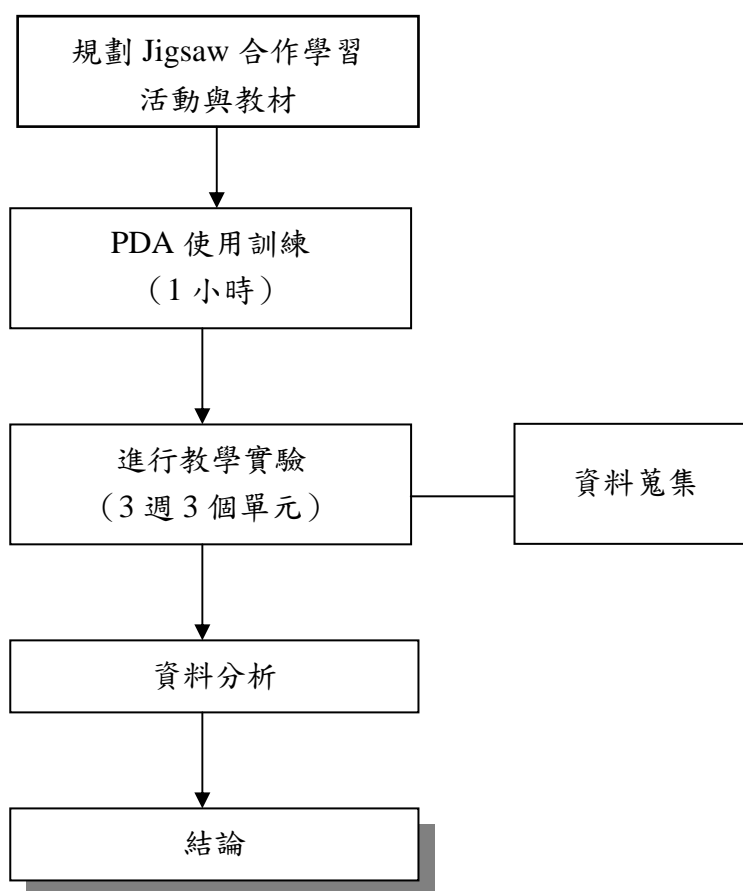 規劃 Jigsaw 合作學習
活動與教材
PDA 使用訓練
（1 小時）
進行教學實驗
（3 週 3 個單元）
資料蒐集
資料分析
結論